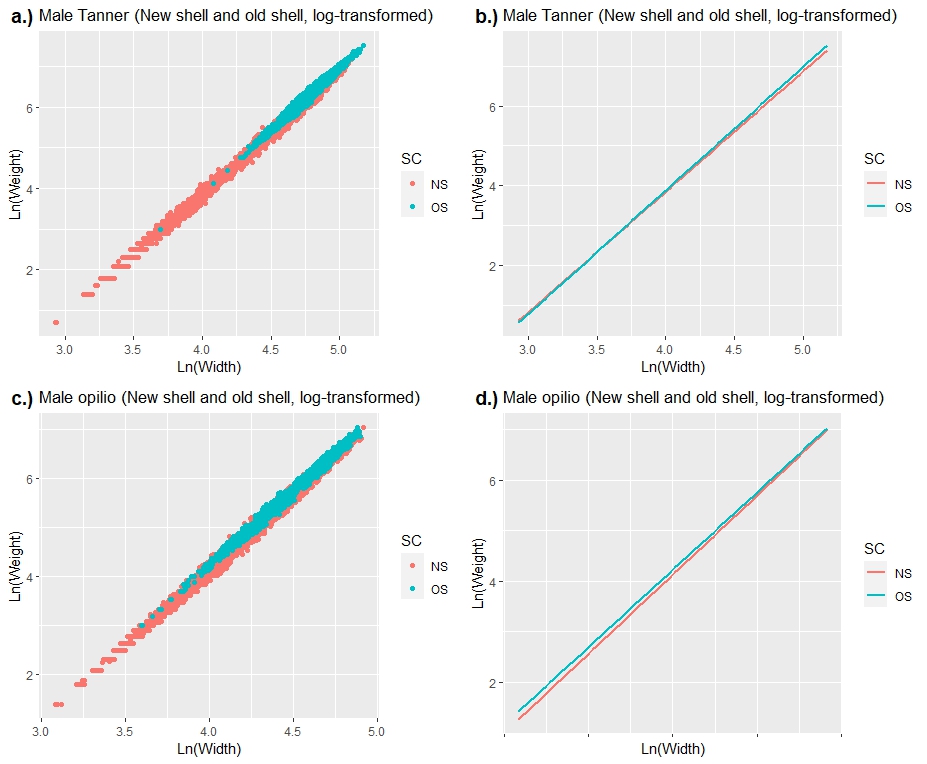 a.) Male Tanner (New shell and old shell, log-transformed)
Ln(Weight)
6
4
2
3.0 3.5 4.0 4.5 5.0
Ln(Width)
SC
NS
OS
b.) Male Tanner (New shell and old shell, log-transformed)
Ln(Weight)
6
4
2
3.0 3.5 4.0 4.5 5.0
Ln(Width)
SC
NS
OS
c.) Male opilio (New shell and old shell, log-transformed)
Ln(Weight)
6
4
2
3.0 3.5 4.0 4.5 5.0
Ln(Width)
SC
NS
OS
d.) Male opilio (New shell and old shell, log-transformed)
Ln(Weight)
6
4
2
Ln(Width)
SC
NS
OS